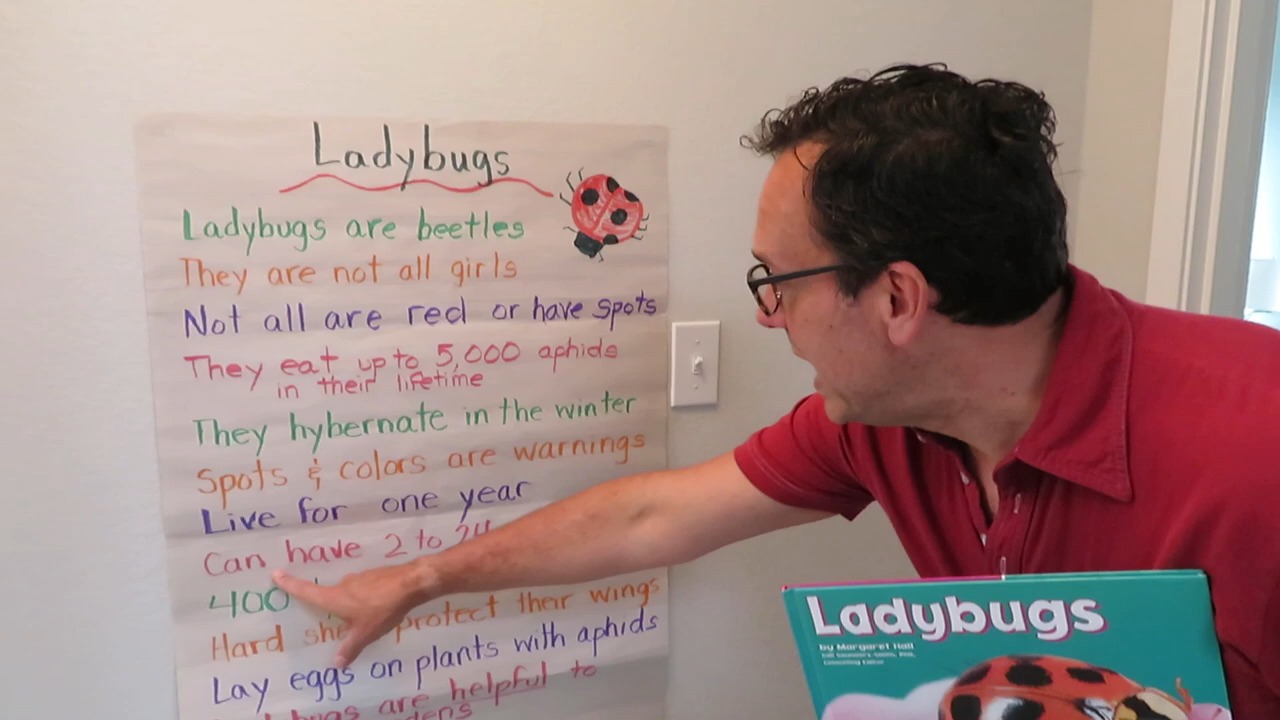 Ladybugs
Ladybugs are beetles
They are not all girls
Not all are red or have spots
They eat up to 5,000 aphids
in their lifetime
They hybernate in the winter
Spots & colors are warnings
Live for one year
Can have 2 to 24
400
Hard protect their wings
Lay eggs on plants with aphids
are helpful to
Ladybugs
by Margaret Hall
Consulting Editor